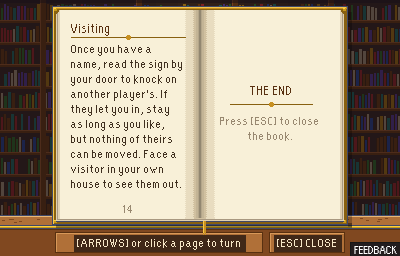 Visiting
Once you have a
name, read the sign by
your door to knock on
another player's. If
they let you in, stay
as long as you like,
but nothing of theirs
can be moved. Face a
visitor in your own
house to see them out.
14
THE END
Press [ESC] to close
the book.
[ARROWS] or click a page to turn
[ESC] CLOSE
FEEDBACK